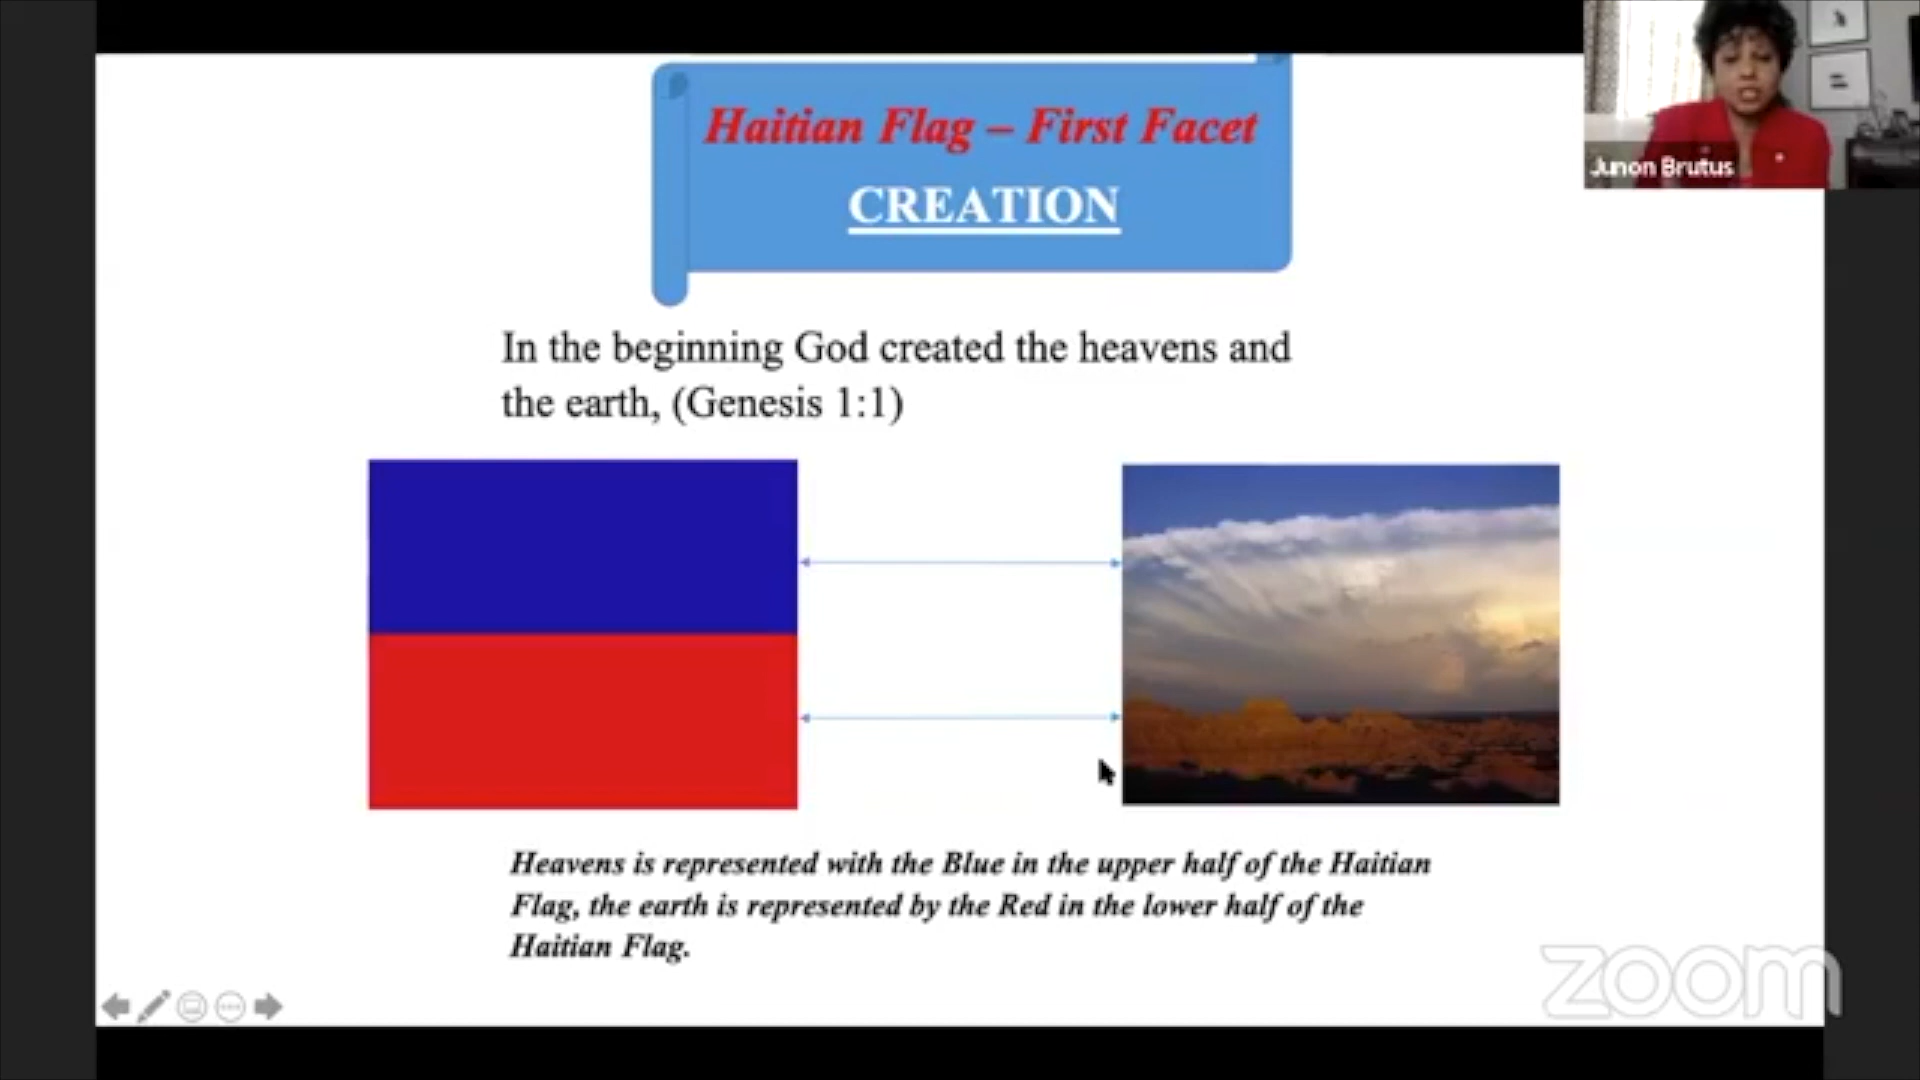 Haitian Flag – First Facet
CREATION
Junon Brutus
In the beginning God created the heavens and
the earth, (Genesis 1:1)
Heavens is represented with the Blue in the upper half of the Haitian
Flag, the earth is represented by the Red in the lower half of the
Haitian Flag.
zoom